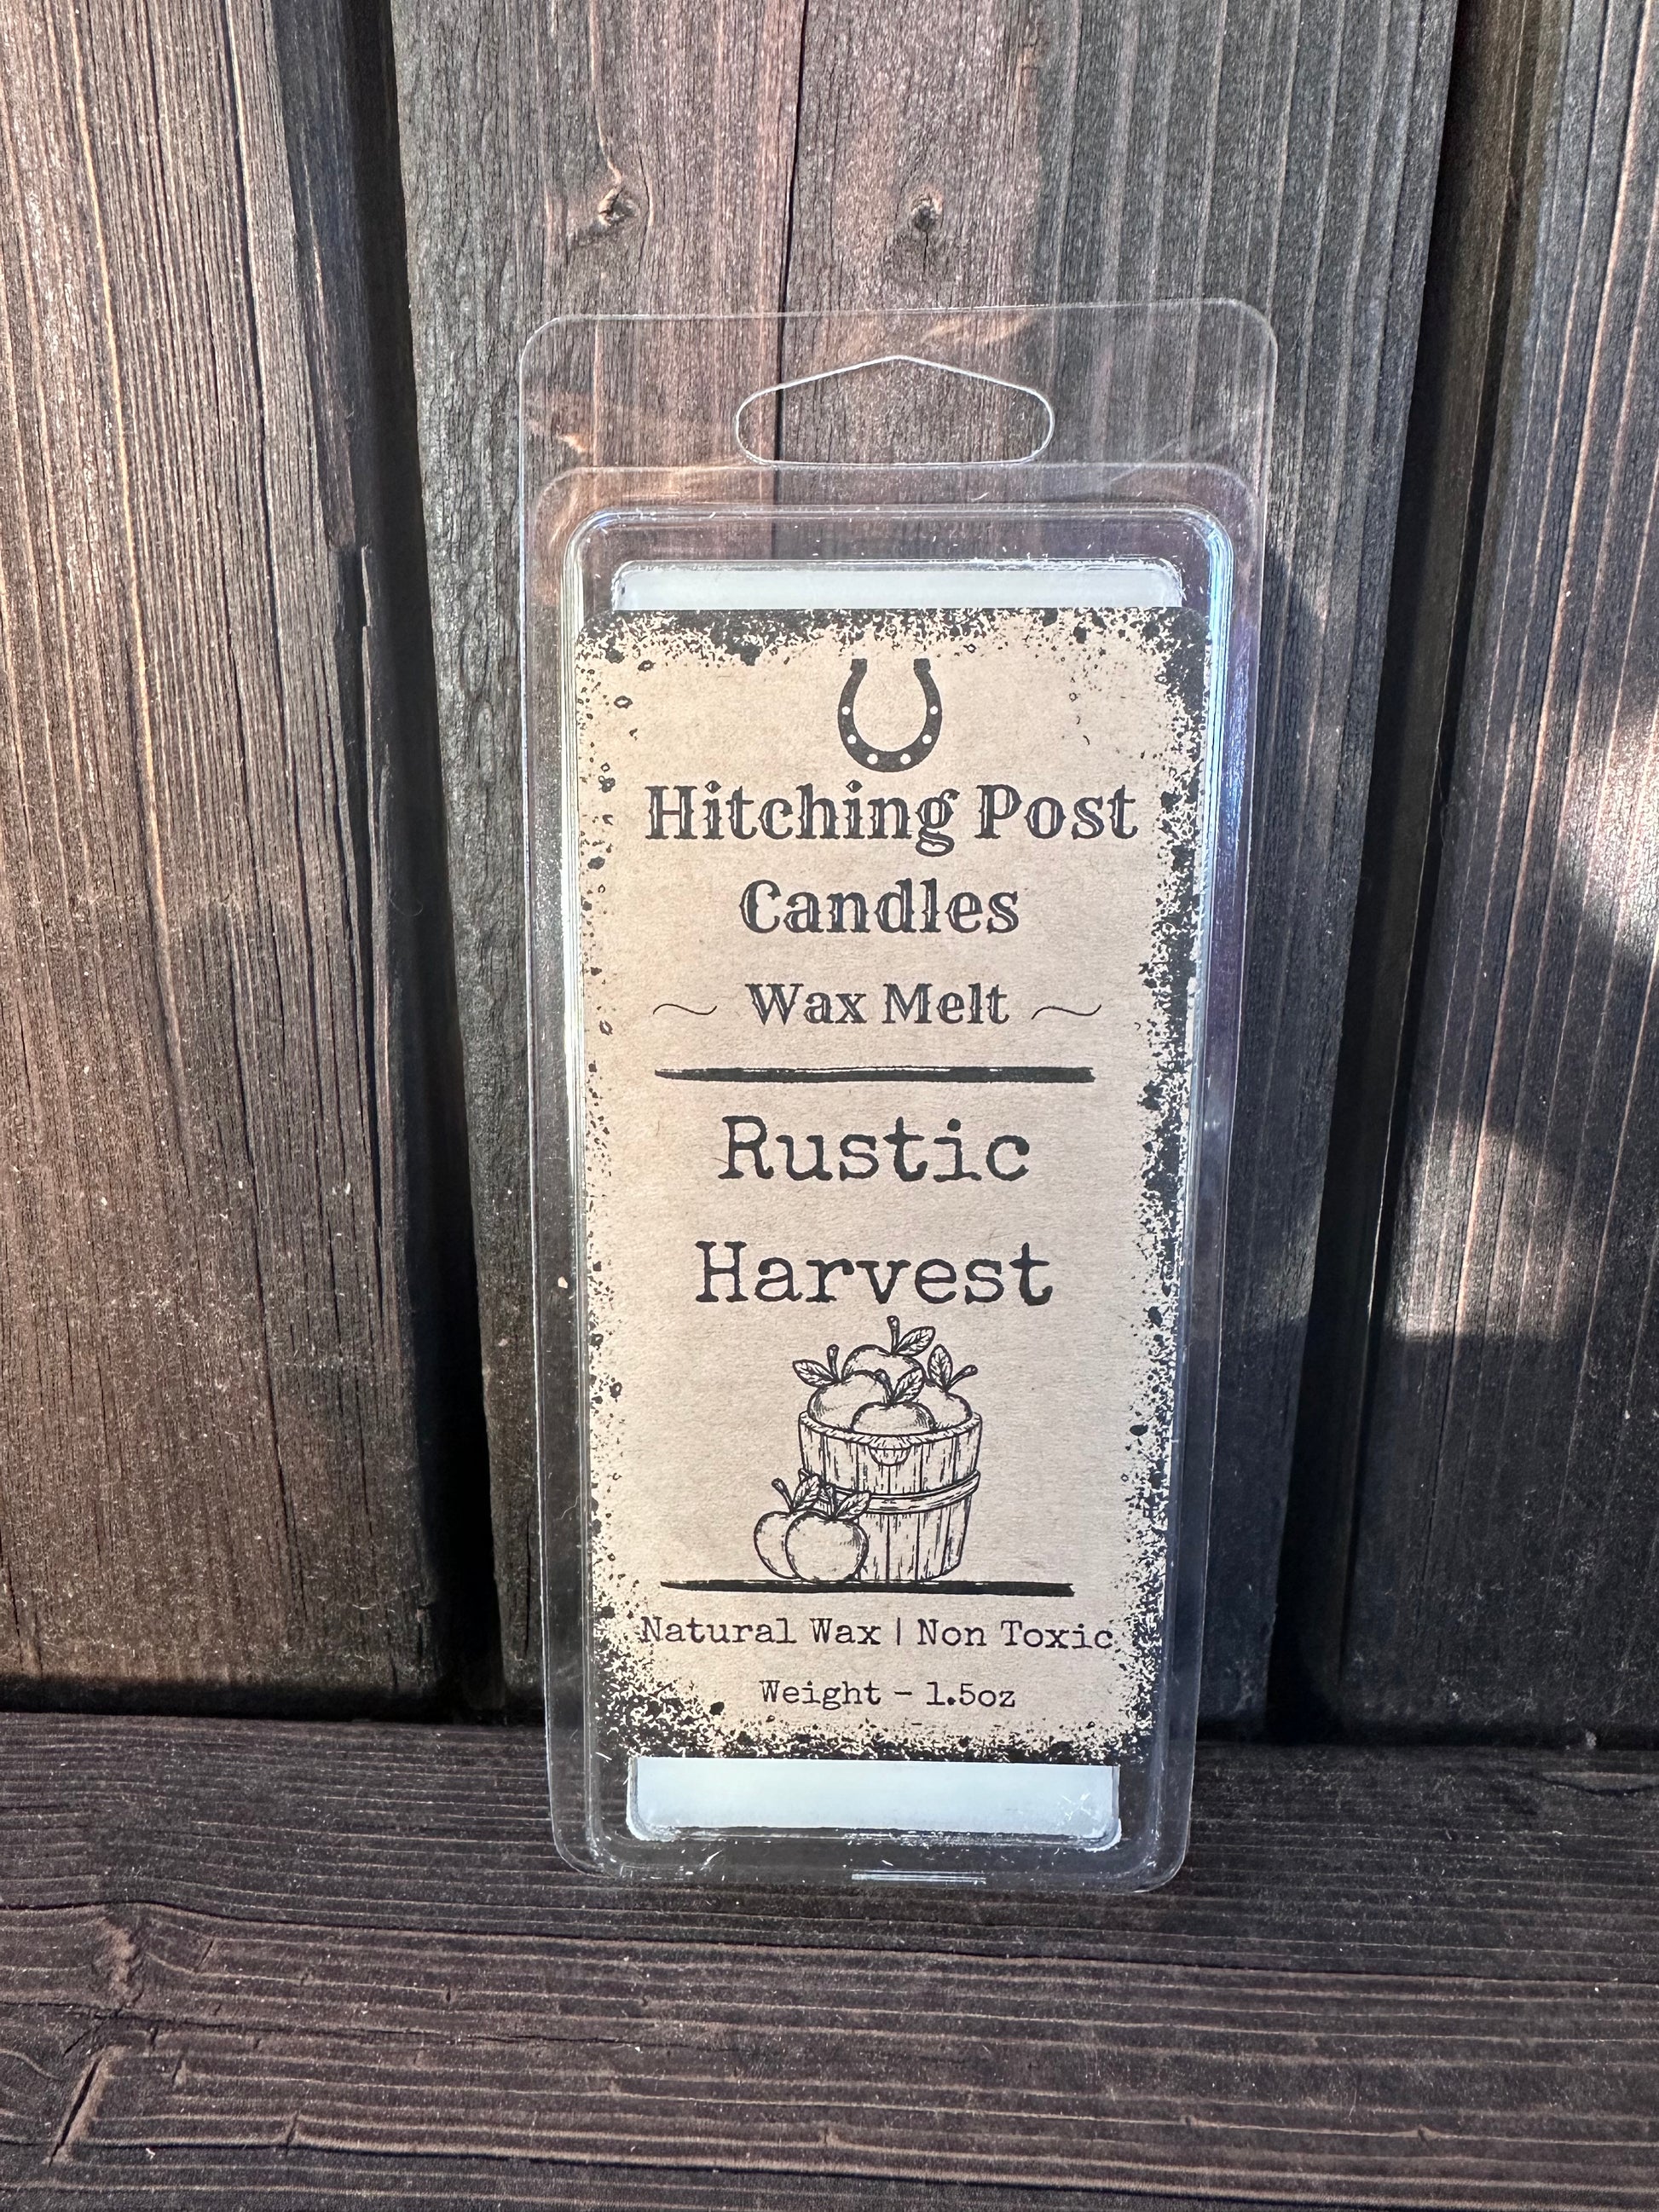 Hitching Post
Candles
~ Wax Melt ~
Rustic
Harvest
Natural Wax | Non Toxic
Weight - 1.5oz